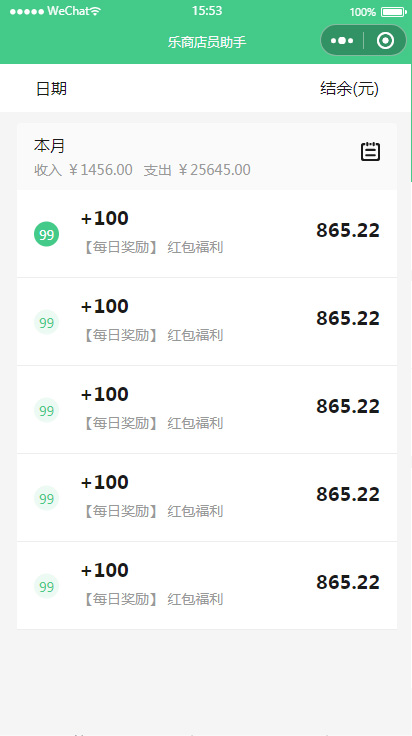 ●●●●● WeChat 15:53 100%
乐商店员助手
日期 结余(元)
本月
收入 ￥1456.00 支出 ￥25645.00
99 +100 865.22
【每日奖励】 红包福利
99 +100 865.22
【每日奖励】 红包福利
99 +100 865.22
【每日奖励】 红包福利
99 +100 865.22
【每日奖励】 红包福利
99 +100 865.22
【每日奖励】 红包福利